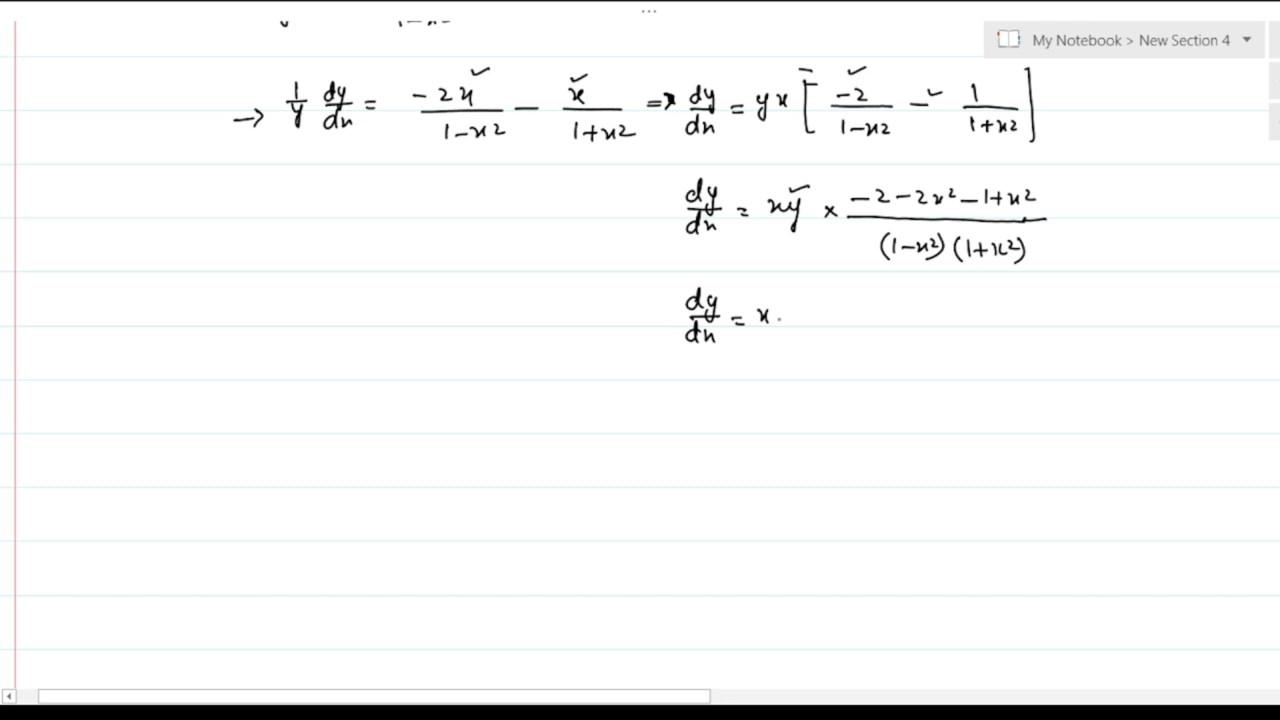 My Notebook > New Section 4
→ 1/y dy/dx = -2x/1-x² - x/1+x² ⇒ dy/dx = yx [ -2/1-x² - 1/1+x² ]
dy/dx = xy × -2-2x²-1+x²/(1-x²)(1+x²)
dy/dx = x.